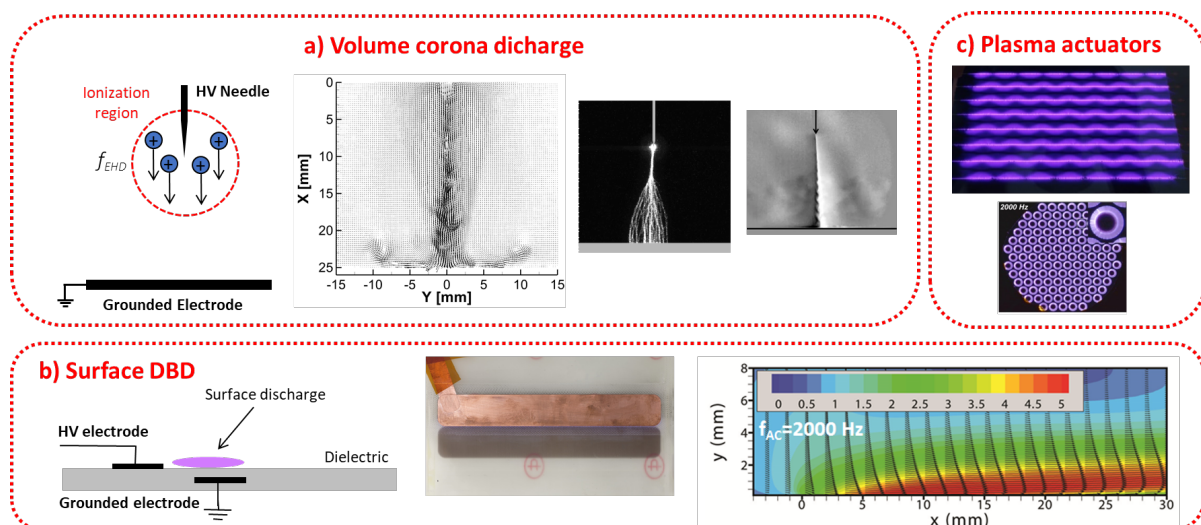 a) Volume corona dicharge
Ionization
region
HV Needle
+
+
+
+
fEHD
Grounded Electrode
0
5
10
15
20
25
X [mm]
-15
-10
-5
0
5
10
15
Y [mm]
c) Plasma actuators
2000 Hz
b) Surface DBD
Surface discharge
HV electrode
Dielectric
Grounded electrode
8
6
4
2
y (mm)
0 0.5 1 1.5 2 2.5 3 3.5 4 4.5 5
fAC=2000 Hz
0
5
10
15
20
25
30
x (mm)